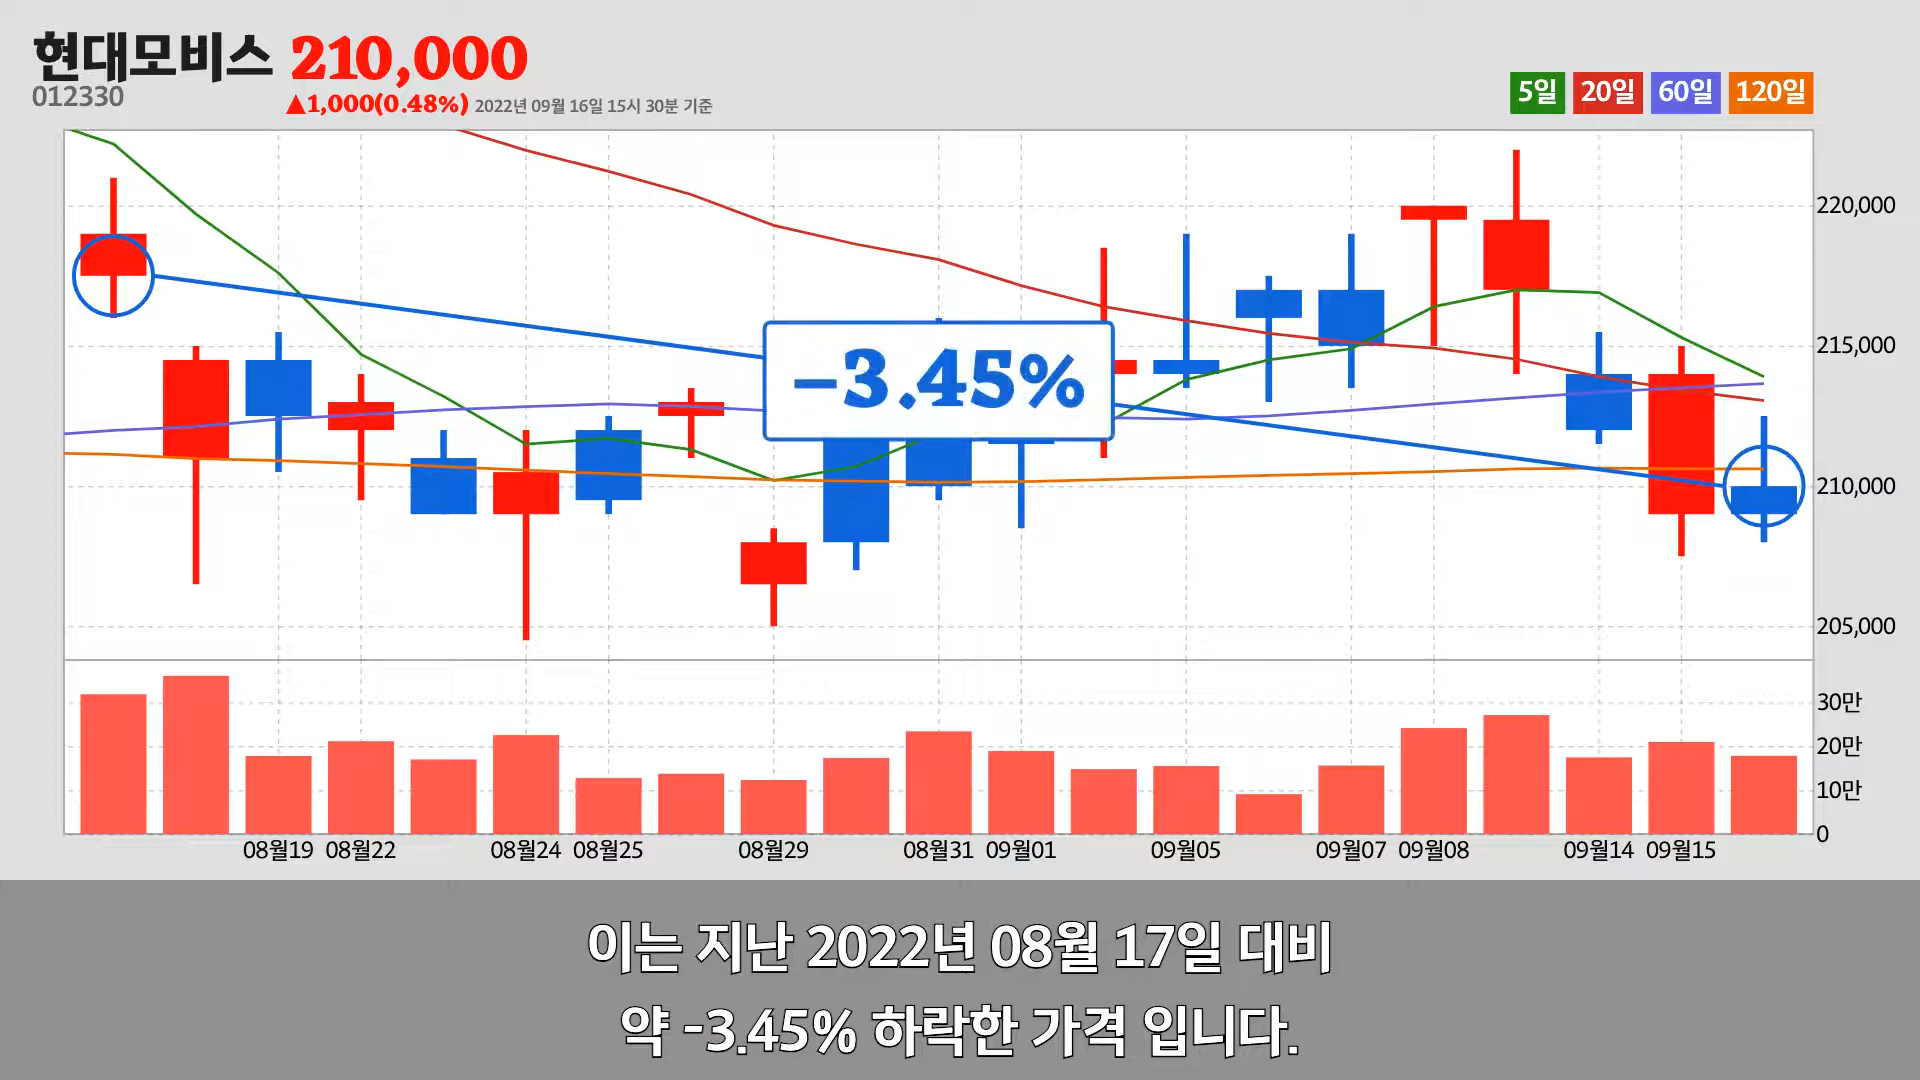 현대모비스 210,000
012330
▲1,000(0.48%) 2022년 09월 16일 15시 30분 기준
5일 20일 60일 120일
220,000
215,000
210,000
205,000
-3.45%
30만
20만
10만
0
08월19 08월22 08월24 08월25 08월29 08월31 09월01 09월05 09월07 09월08 09월14 09월15
이는 지난 2022년 08월 17일 대비
약 -3.45% 하락한 가격 입니다.